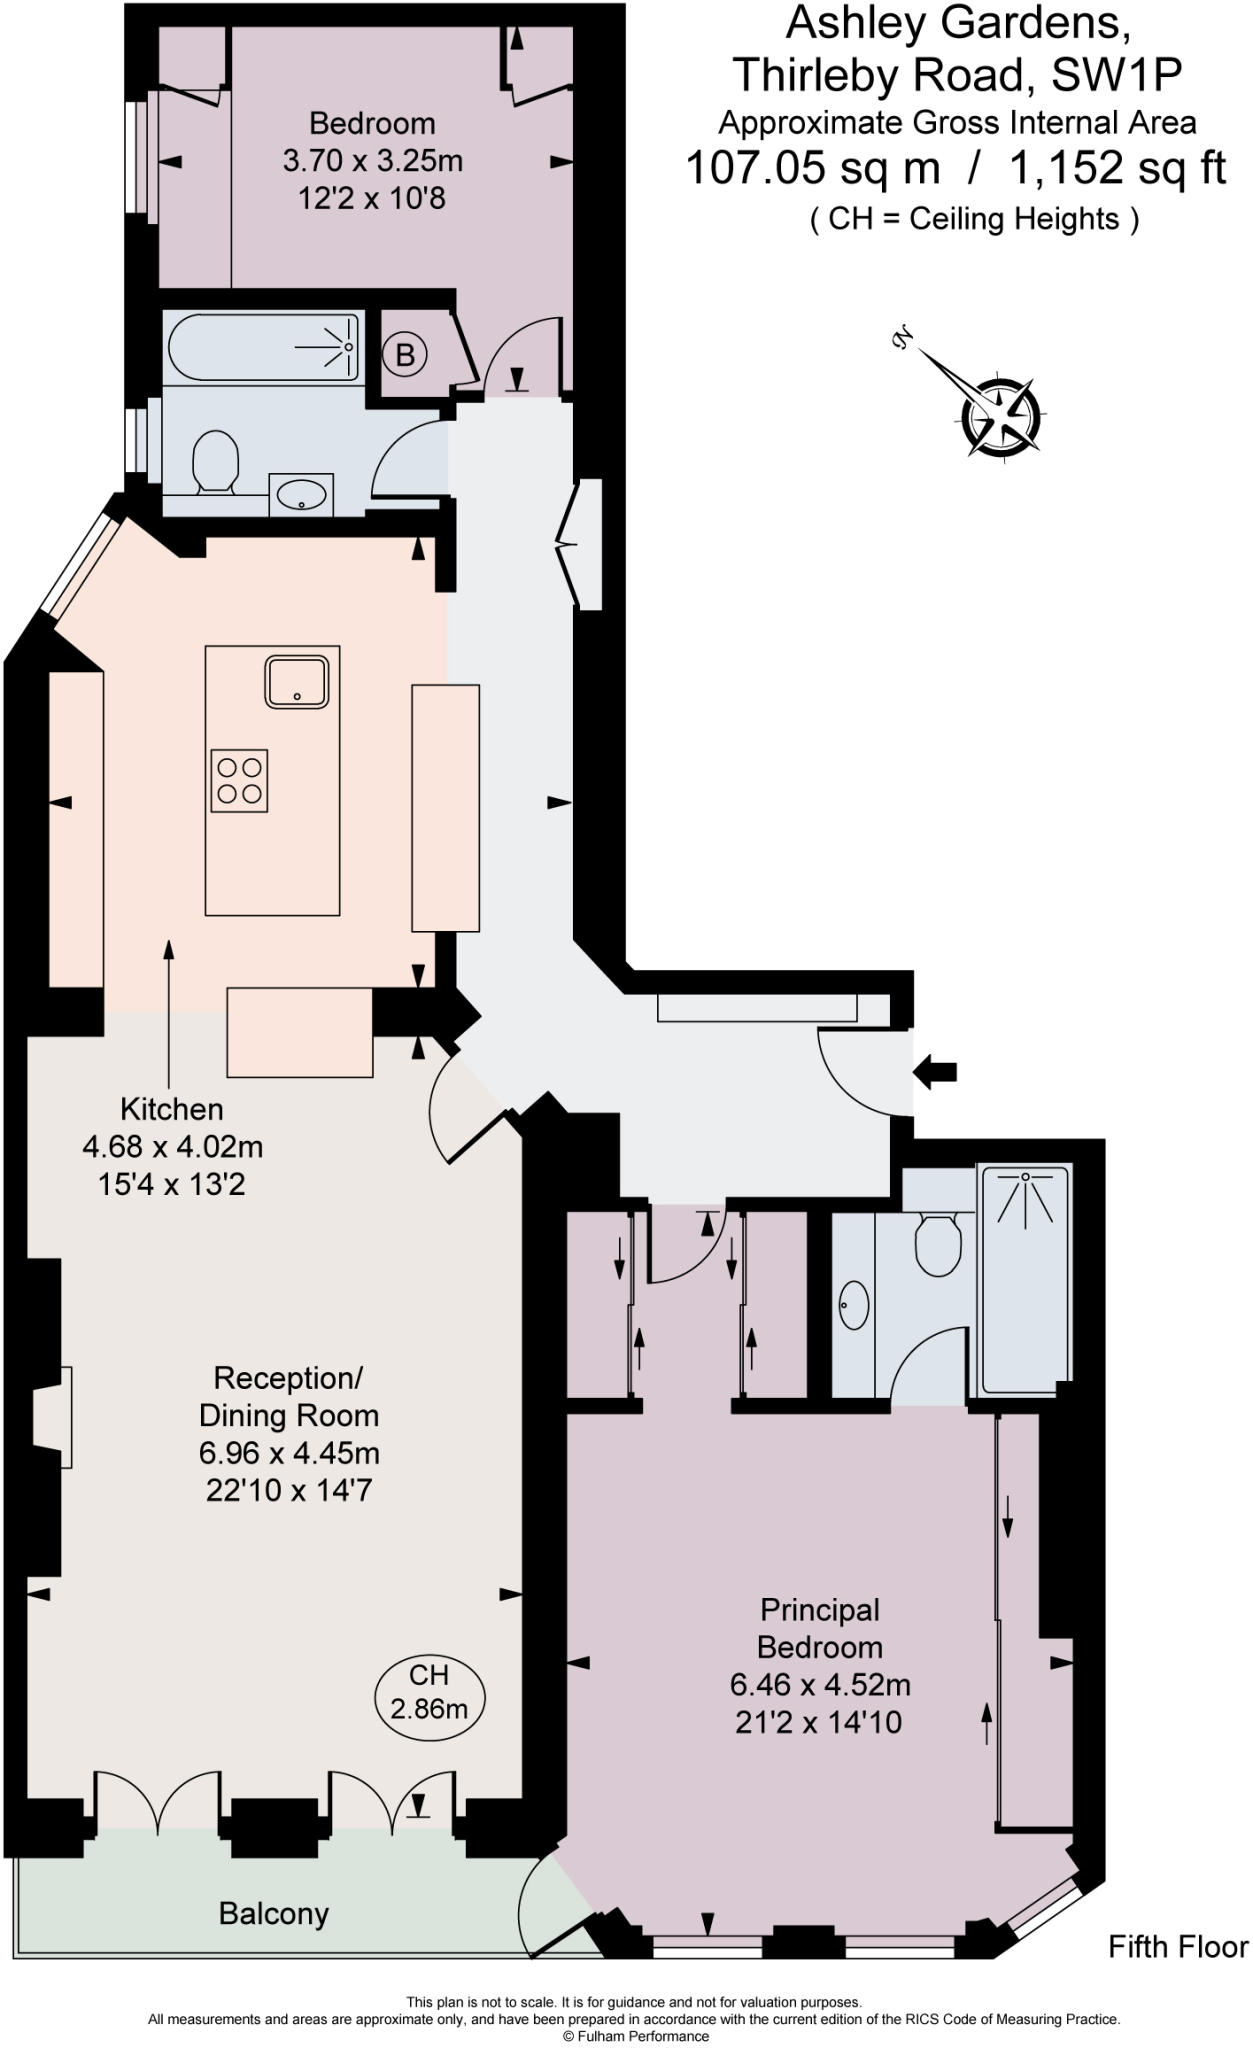 Ashley Gardens,
Thirleby Road, SW1P
Approximate Gross Internal Area
107.05 sq m / 1,152 sq ft
( CH = Ceiling Heights )
N
Bedroom
3.70 x 3.25m
12'2 x 10'8
B
Kitchen
4.68 x 4.02m
15'4 x 13'2
Reception/
Dining Room
6.96 x 4.45m
22'10 x 14'7
CH
2.86m
Principal
Bedroom
6.46 x 4.52m
21'2 x 14'10
Balcony
Fifth Floor
This plan is not to scale. It is for guidance and not for valuation purposes.
All measurements and areas are approximate only, and have been prepared in accordance with the current edition of the RICS Code of Measuring Practice.
© Fulham Performance